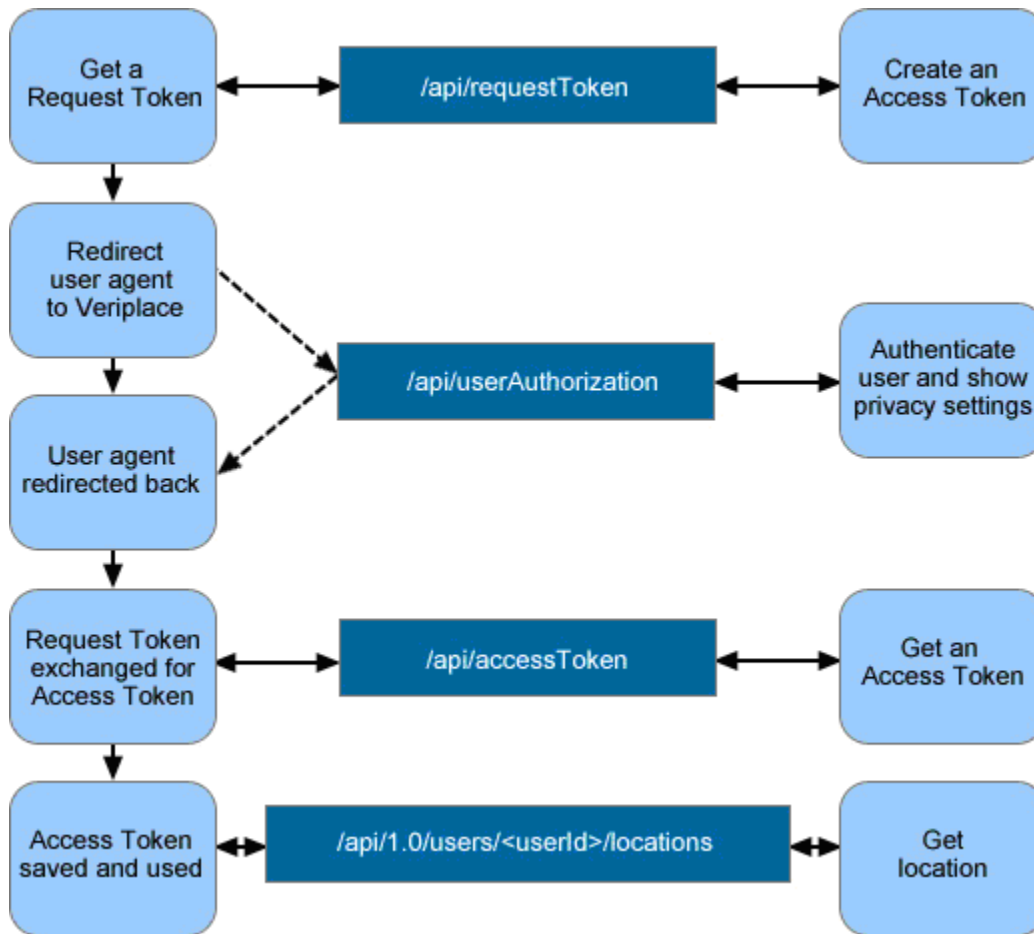 Get a
Request Token
/api/requestToken
Create an
Access Token
Redirect
user agent
to Veriplace
/api/userAuthorization
Authenticate
user and show
privacy settings
User agent
redirected back
Request Token
exchanged for
Access Token
/api/accessToken
Get an
Access Token
Access Token
saved and used
/api/1.0/users/<userId>/locations
Get
location